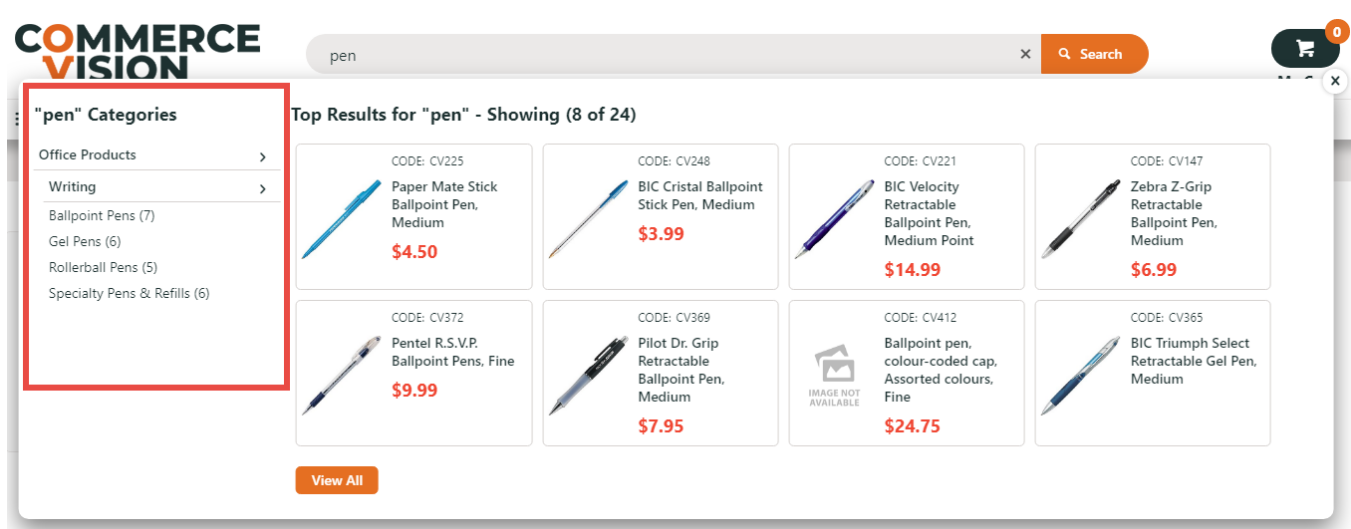 COMMERCE
VISION
pen
× Search
0
X
"pen" Categories
Office Products
Writing
Ballpoint Pens (7)
Gel Pens (6)
Rollerball Pens (5)
Specialty Pens & Refills (6)
Top Results for "pen" - Showing (8 of 24)
CODE: CV225
Paper Mate Stick
Ballpoint Pen,
Medium
$4.50
CODE: CV248
BIC Cristal Ballpoint
Stick Pen, Medium
$3.99
CODE: CV221
BIC Velocity
Retractable
Ballpoint Pen,
Medium Point
$14.99
CODE: CV147
Zebra Z-Grip
Retractable
Ballpoint Pen,
Medium
$6.99
CODE: CV372
Pentel R.S.V.P.
Ballpoint Pens, Fine
$9.99
CODE: CV369
Pilot Dr. Grip
Retractable
Ballpoint Pen,
Medium
$7.95
IMAGE NOT
AVAILABLE
CODE: CV412
Ballpoint pen,
colour-coded cap,
Assorted colours,
Fine
$24.75
CODE: CV365
BIC Triumph Select
Retractable Gel Pen,
Medium
View All